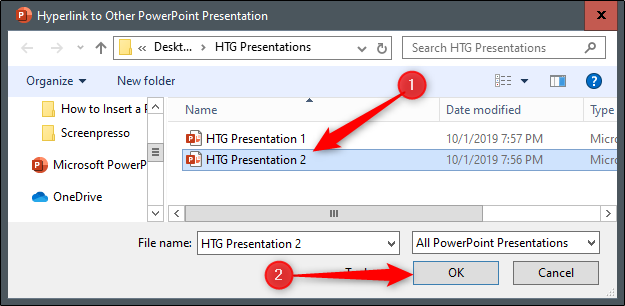 Hyperlink to Other PowerPoint Presentation
« Deskt... > HTG Presentations
Search HTG Presentations
Organize
New folder
1
Name
Date modified
Type
How to Insert a P
Screenpresso
Microsoft PowerP
OneDrive
HTG Presentation 1
10/1/2019 7:57 PM
Micro
HTG Presentation 2
10/1/2019 7:56 PM
Micro
File name:
HTG Presentation 2
All PowerPoint Presentations
2
OK
Cancel